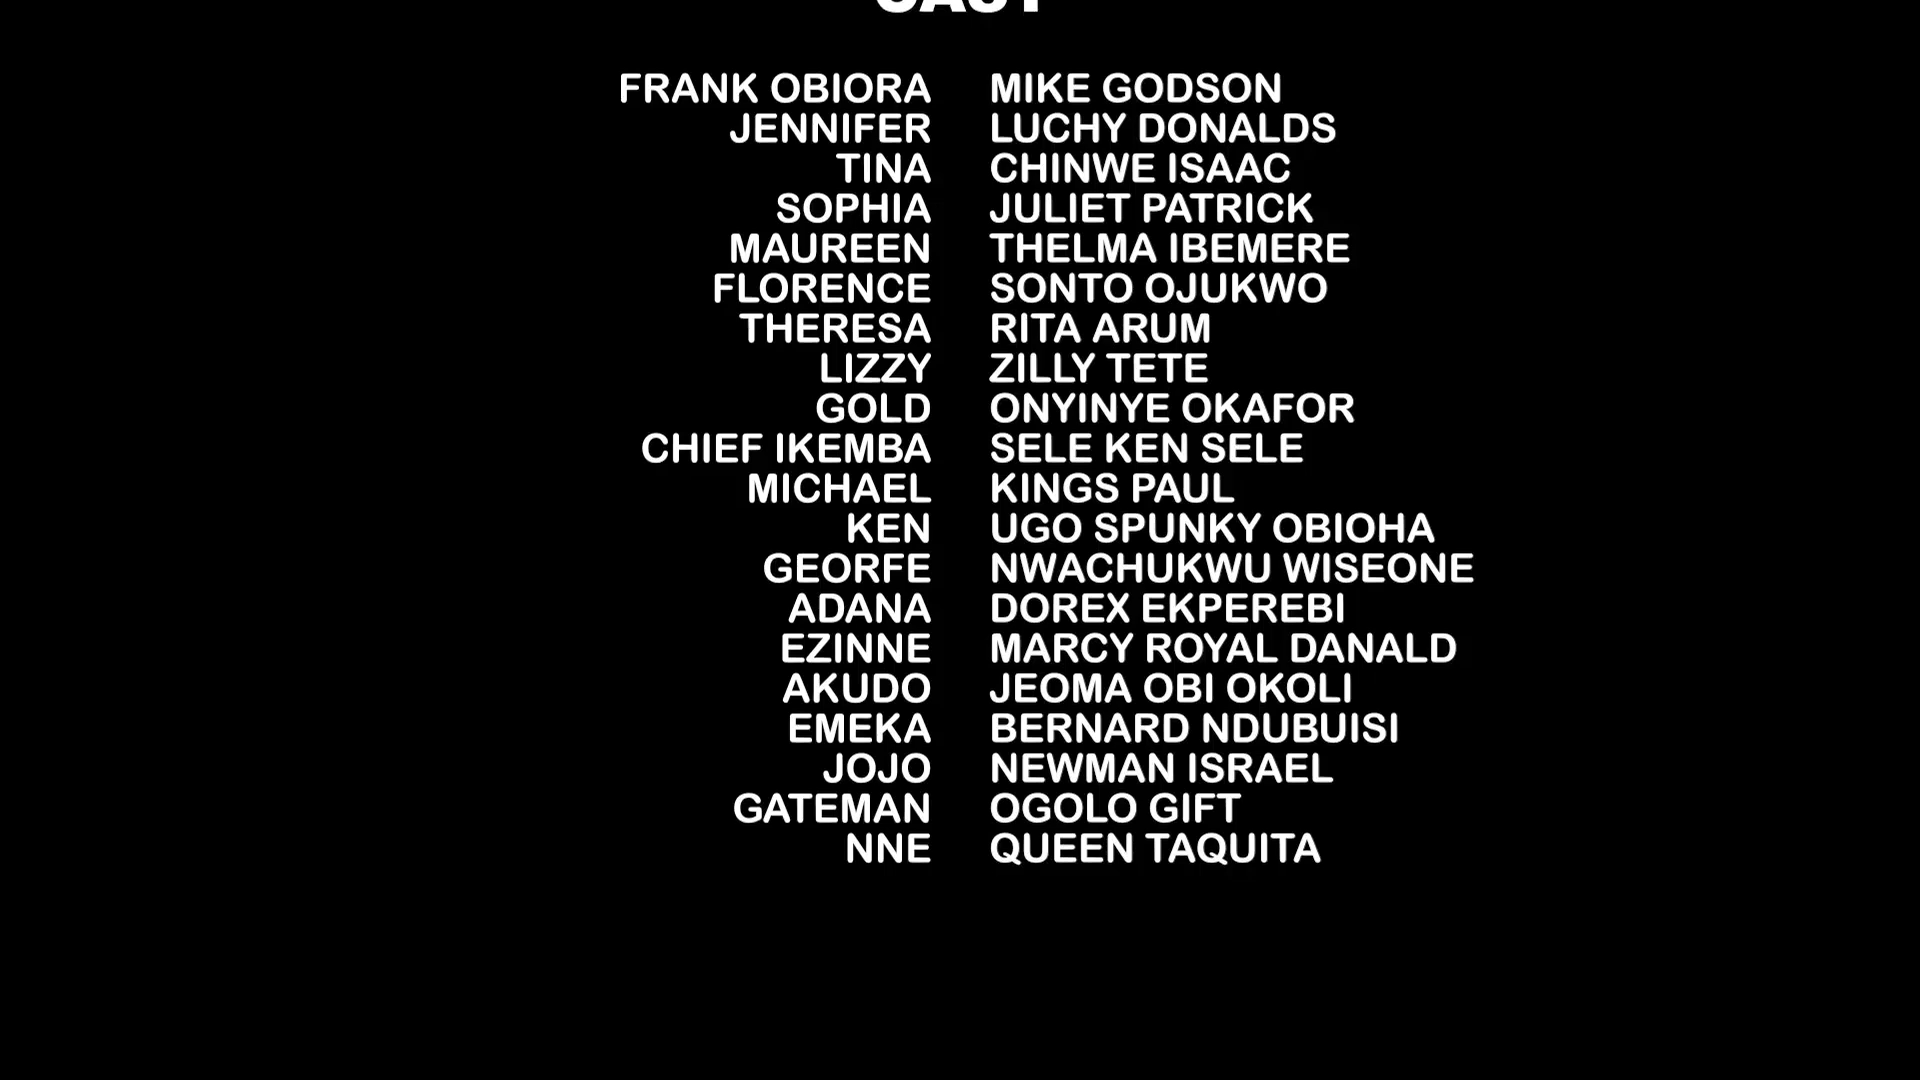 CAST
FRANK OBIORA MIKE GODSON
JENNIFER LUCHY DONALDS
TINA CHINWE ISAAC
SOPHIA JULIET PATRICK
MAUREEN THELMA IBEMERE
FLORENCE SONTO OJUKWO
THERESA RITA ARUM
LIZZY ZILLY TETE
GOLD ONYINYE OKAFOR
CHIEF IKEMBA SELE KEN SELE
MICHAEL KINGS PAUL
KEN UGO SPUNKY OBIOHA
GEORFE NWACHUKWU WISEONE
ADANA DOREX EKPEREBI
EZINNE MARCY ROYAL DANALD
AKUDO JEOMA OBI OKOLI
EMEKA BERNARD NDUBUISI
JOJO NEWMAN ISRAEL
GATEMAN OGOLO GIFT
NNE QUEEN TAQUITA